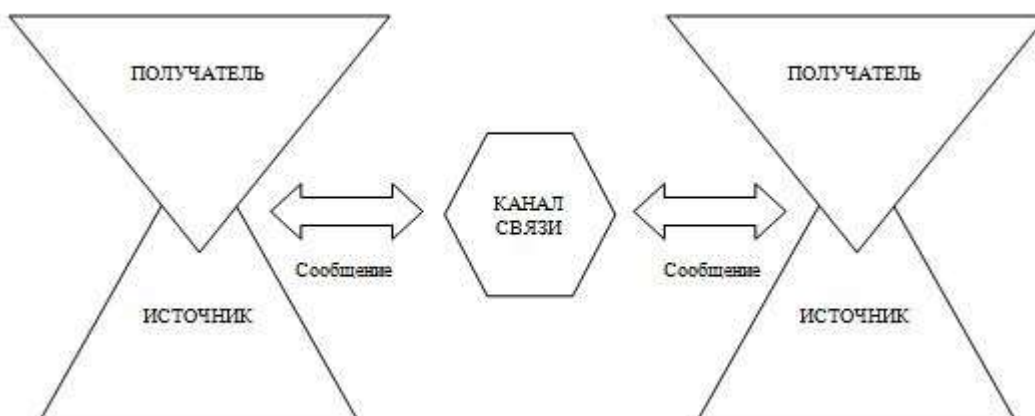 ПОЛУЧАТЕЛЬ
ПОЛУЧАТЕЛЬ
КАНАЛ
СВЯЗИ
Сообщение
Сообщение
ИСТОЧНИК
ИСТОЧНИК